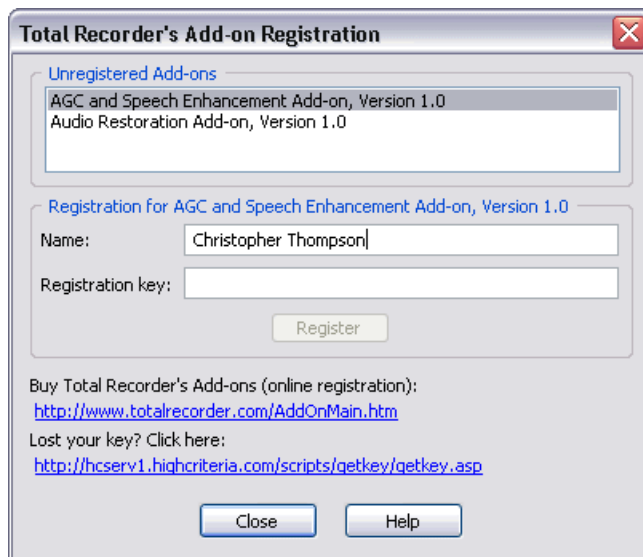 Total Recorder's Add-on Registration
Unregistered Add-ons
AGC and Speech Enhancement Add-on, Version 1.0
Audio Restoration Add-on, Version 1.0
Registration for AGC and Speech Enhancement Add-on, Version 1.0
Name: Christopher Thompson
Registration key:
Register
Buy Total Recorder's Add-ons (online registration):
http://www.totalrecorder.com/AddOnMain.htm
Lost your key? Click here:
http://hcserv1.highcriteria.com/scripts/getkey/getkey.asp
Close Help